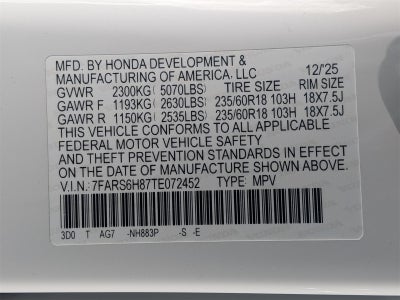 MFD. BY HONDA DEVELOPMENT &
MANUFACTURING OF AMERICA, LLC 12/'25
GVWR 2300KG( 5070LBS) TIRE SIZE RIM SIZE
GAWR F 1193KG( 2630LBS) 235/60R18 103H 18X7.5J
GAWR R 1150KG( 2535LBS) 235/60R18 103H 18X7.5J
THIS VEHICLE CONFORMS TO ALL APPLICABLE
FEDERAL MOTOR VEHICLE SAFETY
AND THEFT PREVENTION STANDARDS IN EFFECT
ON THE DATE OF MANUFACTURE SHOWN ABOVE.
V.I.N.: 7FARS6H87TE072452 TYPE: MPV
3D0 T AG7 -NH883P -S -E